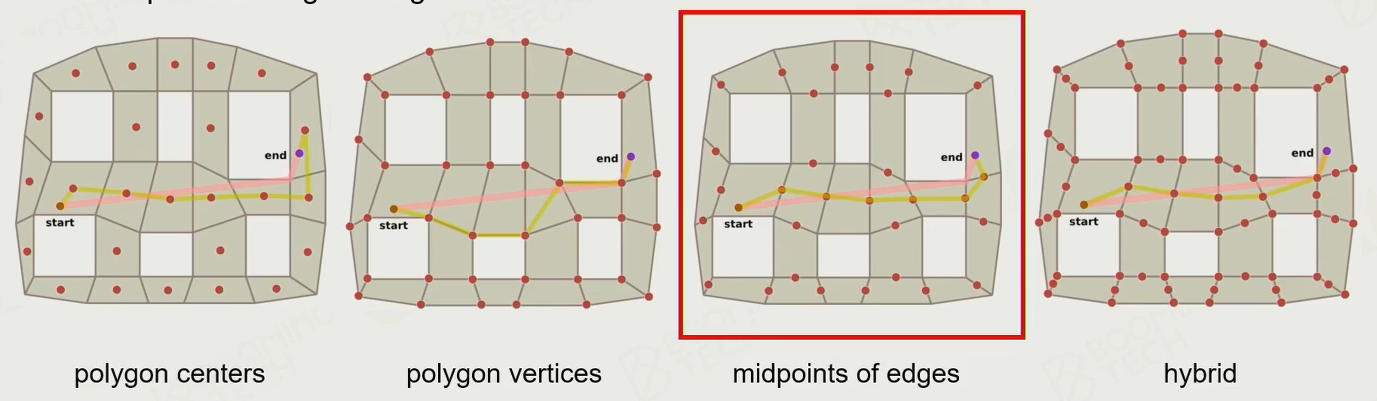 end
end
end
end
start
start
start
start
polygon centers
polygon vertices
midpoints of edges
hybrid